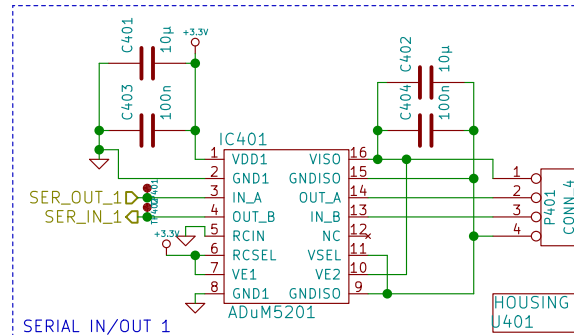 +3.3V
C401
10µ
C403
100n
C402
10µ
C404
100n
IC401
1 VDD1 VISO 16
2 GND1 GNDISO 15
3 IN_A OUT_A 14
4 OUT_B IN_B 13
5 RCIN NC 12
6 RCSEL VSEL 11
7 VE1 VE2 10
8 GND1 GNDISO 9
ADuM5201
SER_OUT_1
SER_IN_1
TP401
TP402
+3.3V
1
2
3
4
P401
CONN_4
HOUSING
U401
SERIAL IN/OUT 1